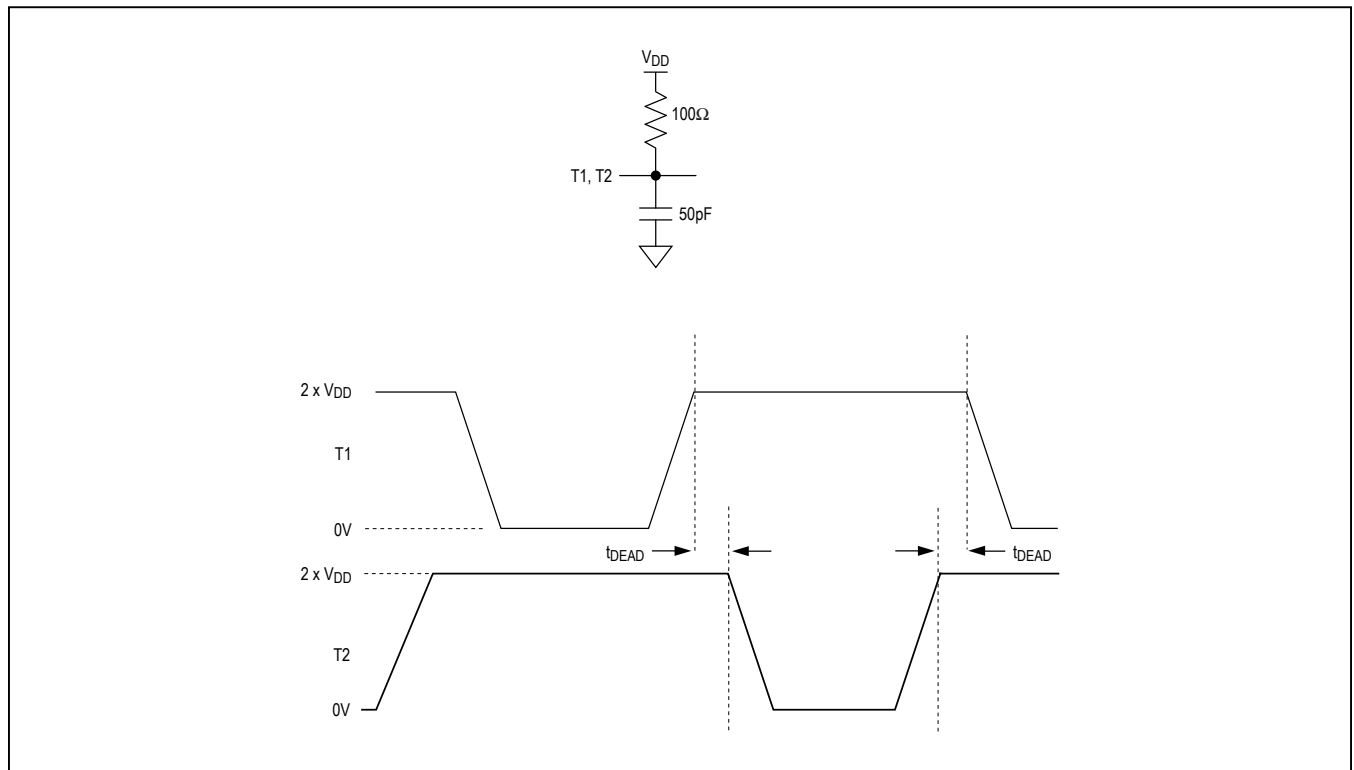 VDD
100Ω
T1, T2
50pF
2 x VDD
T1
0V
tDEAD
tDEAD
2 x VDD
T2
0V